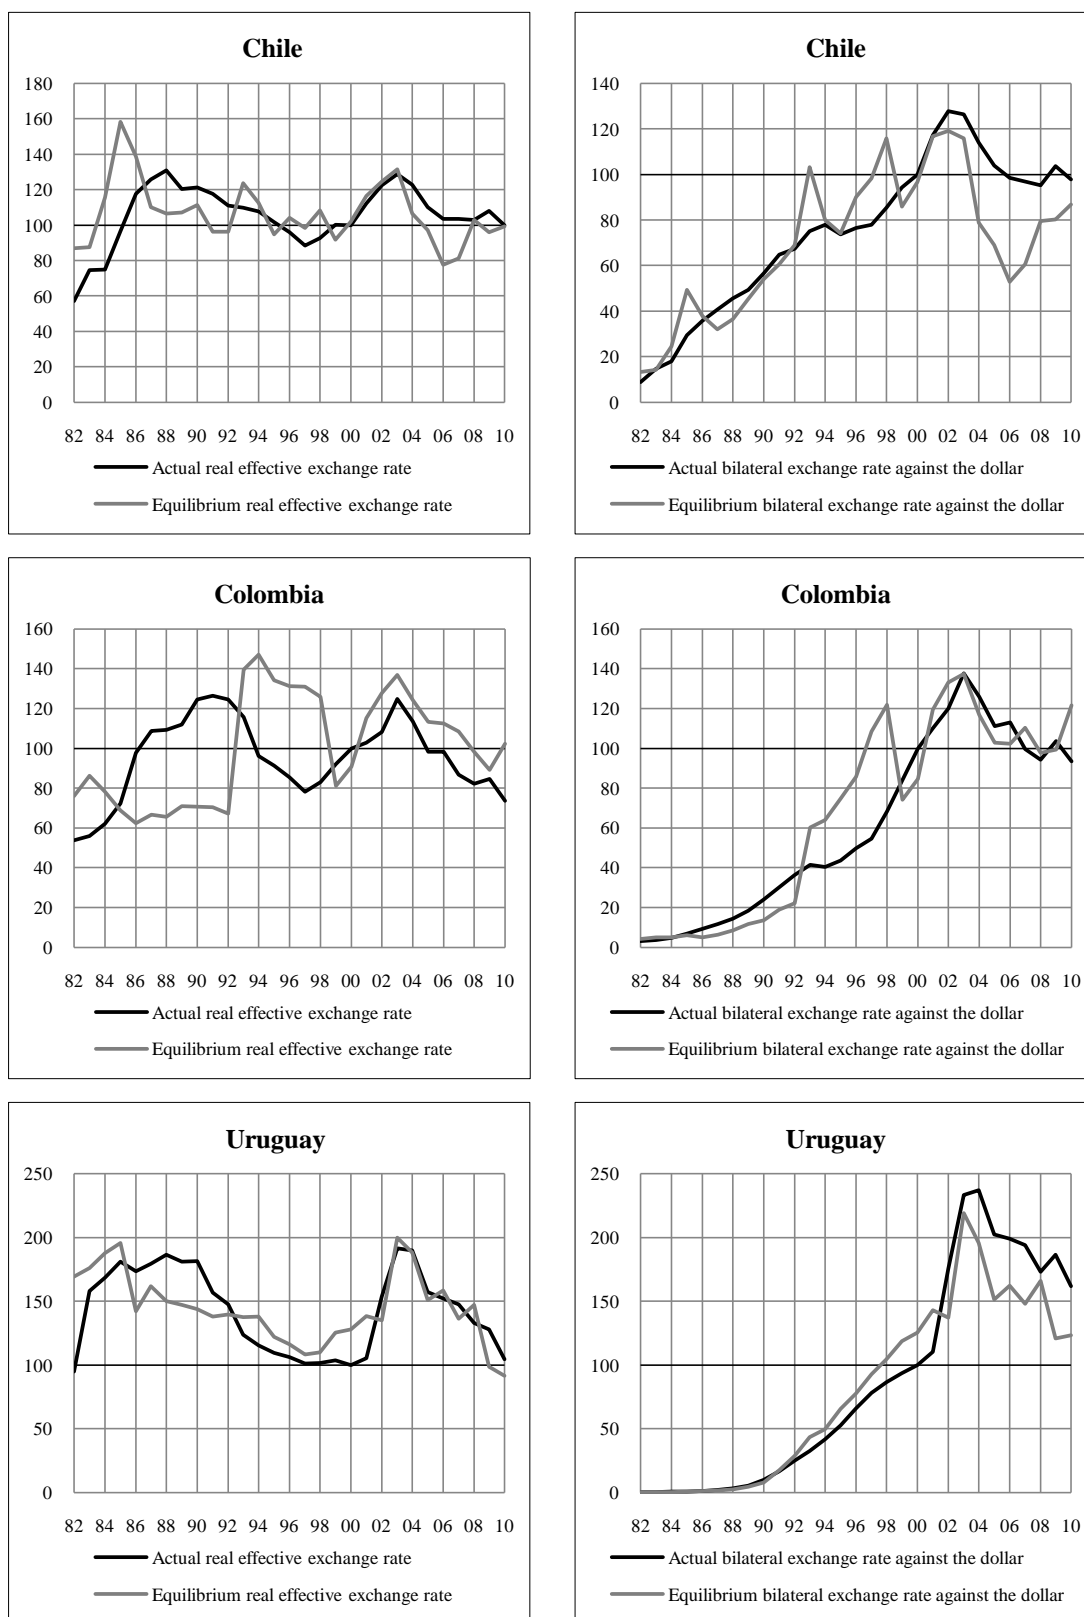 Chile
180
160
140
120
100
80
60
40
20
0
82 84 86 88 90 92 94 96 98 00 02 04 06 08 10
Actual real effective exchange rate
Equilibrium real effective exchange rate
Chile
140
120
100
80
60
40
20
0
82 84 86 88 90 92 94 96 98 00 02 04 06 08 10
Actual bilateral exchange rate against the dollar
Equilibrium bilateral exchange rate against the dollar
Colombia
160
140
120
100
80
60
40
20
0
82 84 86 88 90 92 94 96 98 00 02 04 06 08 10
Actual real effective exchange rate
Equilibrium real effective exchange rate
Colombia
160
140
120
100
80
60
40
20
0
82 84 86 88 90 92 94 96 98 00 02 04 06 08 10
Actual bilateral exchange rate against the dollar
Equilibrium bilateral exchange rate against the dollar
Uruguay
250
200
150
100
50
0
82 84 86 88 90 92 94 96 98 00 02 04 06 08 10
Actual real effective exchange rate
Equilibrium real effective exchange rate
Uruguay
250
200
150
100
50
0
82 84 86 88 90 92 94 96 98 00 02 04 06 08 10
Actual bilateral exchange rate against the dollar
Equilibrium bilateral exchange rate against the dollar